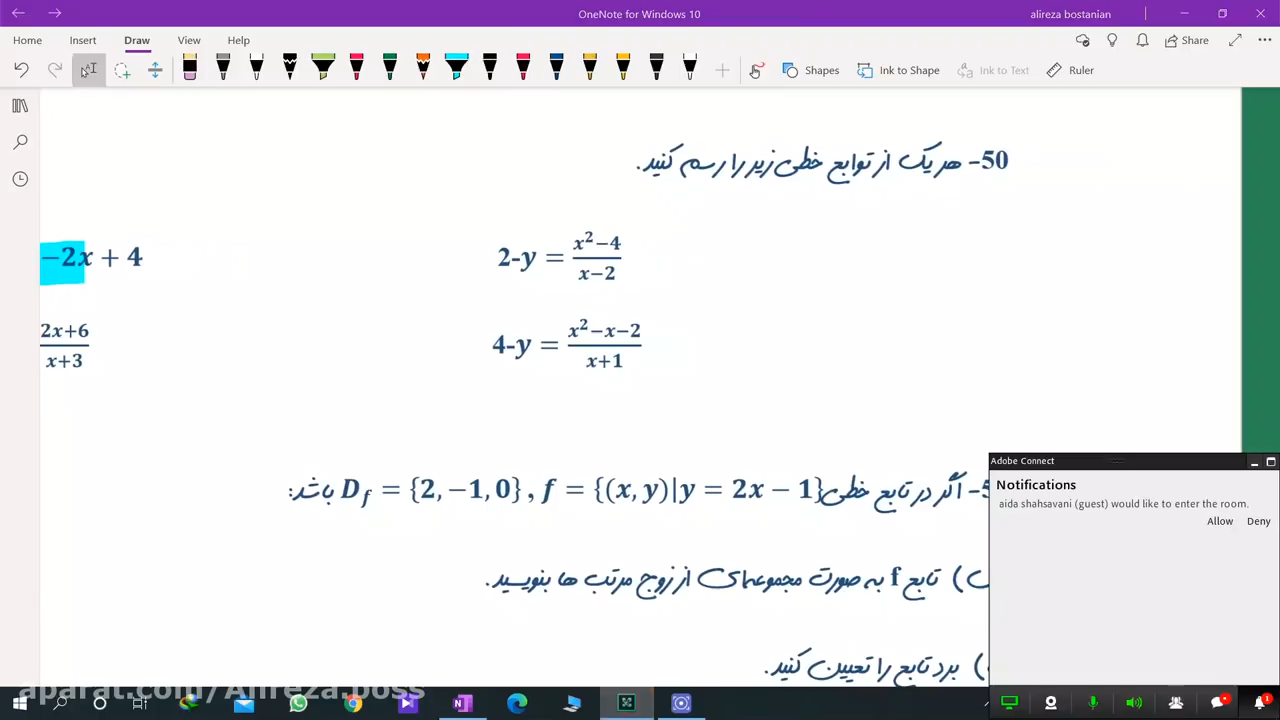 OneNote for Windows 10
alireza bostanian
Home Insert Draw View Help
Share
Shapes Ink to Shape Ink to Text Ruler
50- هر یک از توابع خطی زیر را رسم کنید.
−2x + 4
2-y = (x² −4)/(x−2)
(2x+6)/(x+3)
4-y = (x² −x−2)/(x+1)
اگر در تابع خطی f = {(x, y)|y = 2x − 1} , D_f = {2, −1, 0} باشد:
) تابع f به صورت مجموعه‌ای از زوج مرتب ها بنویسید.
) برد تابع را تعیین کنید.
Adobe Connect
Notifications
aida shahsavani (guest) would like to enter the room.
Allow Deny
aparat.com/Alireza.boss